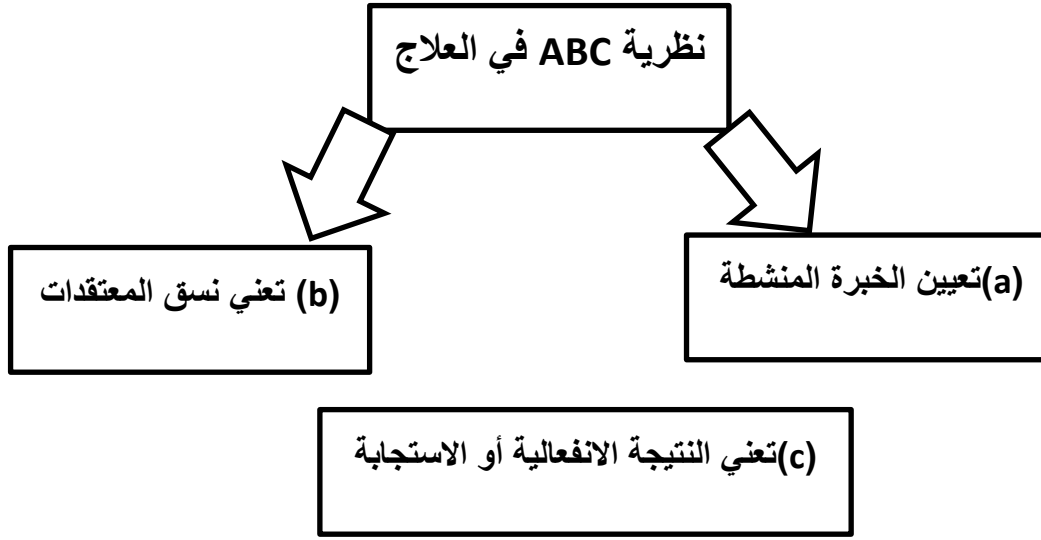 نظرية ABC في العلاج
(a)تعيين الخبرة المنشطة
(b) تعني نسق المعتقدات
(c)تعني النتيجة الانفعالية أو الاستجابة